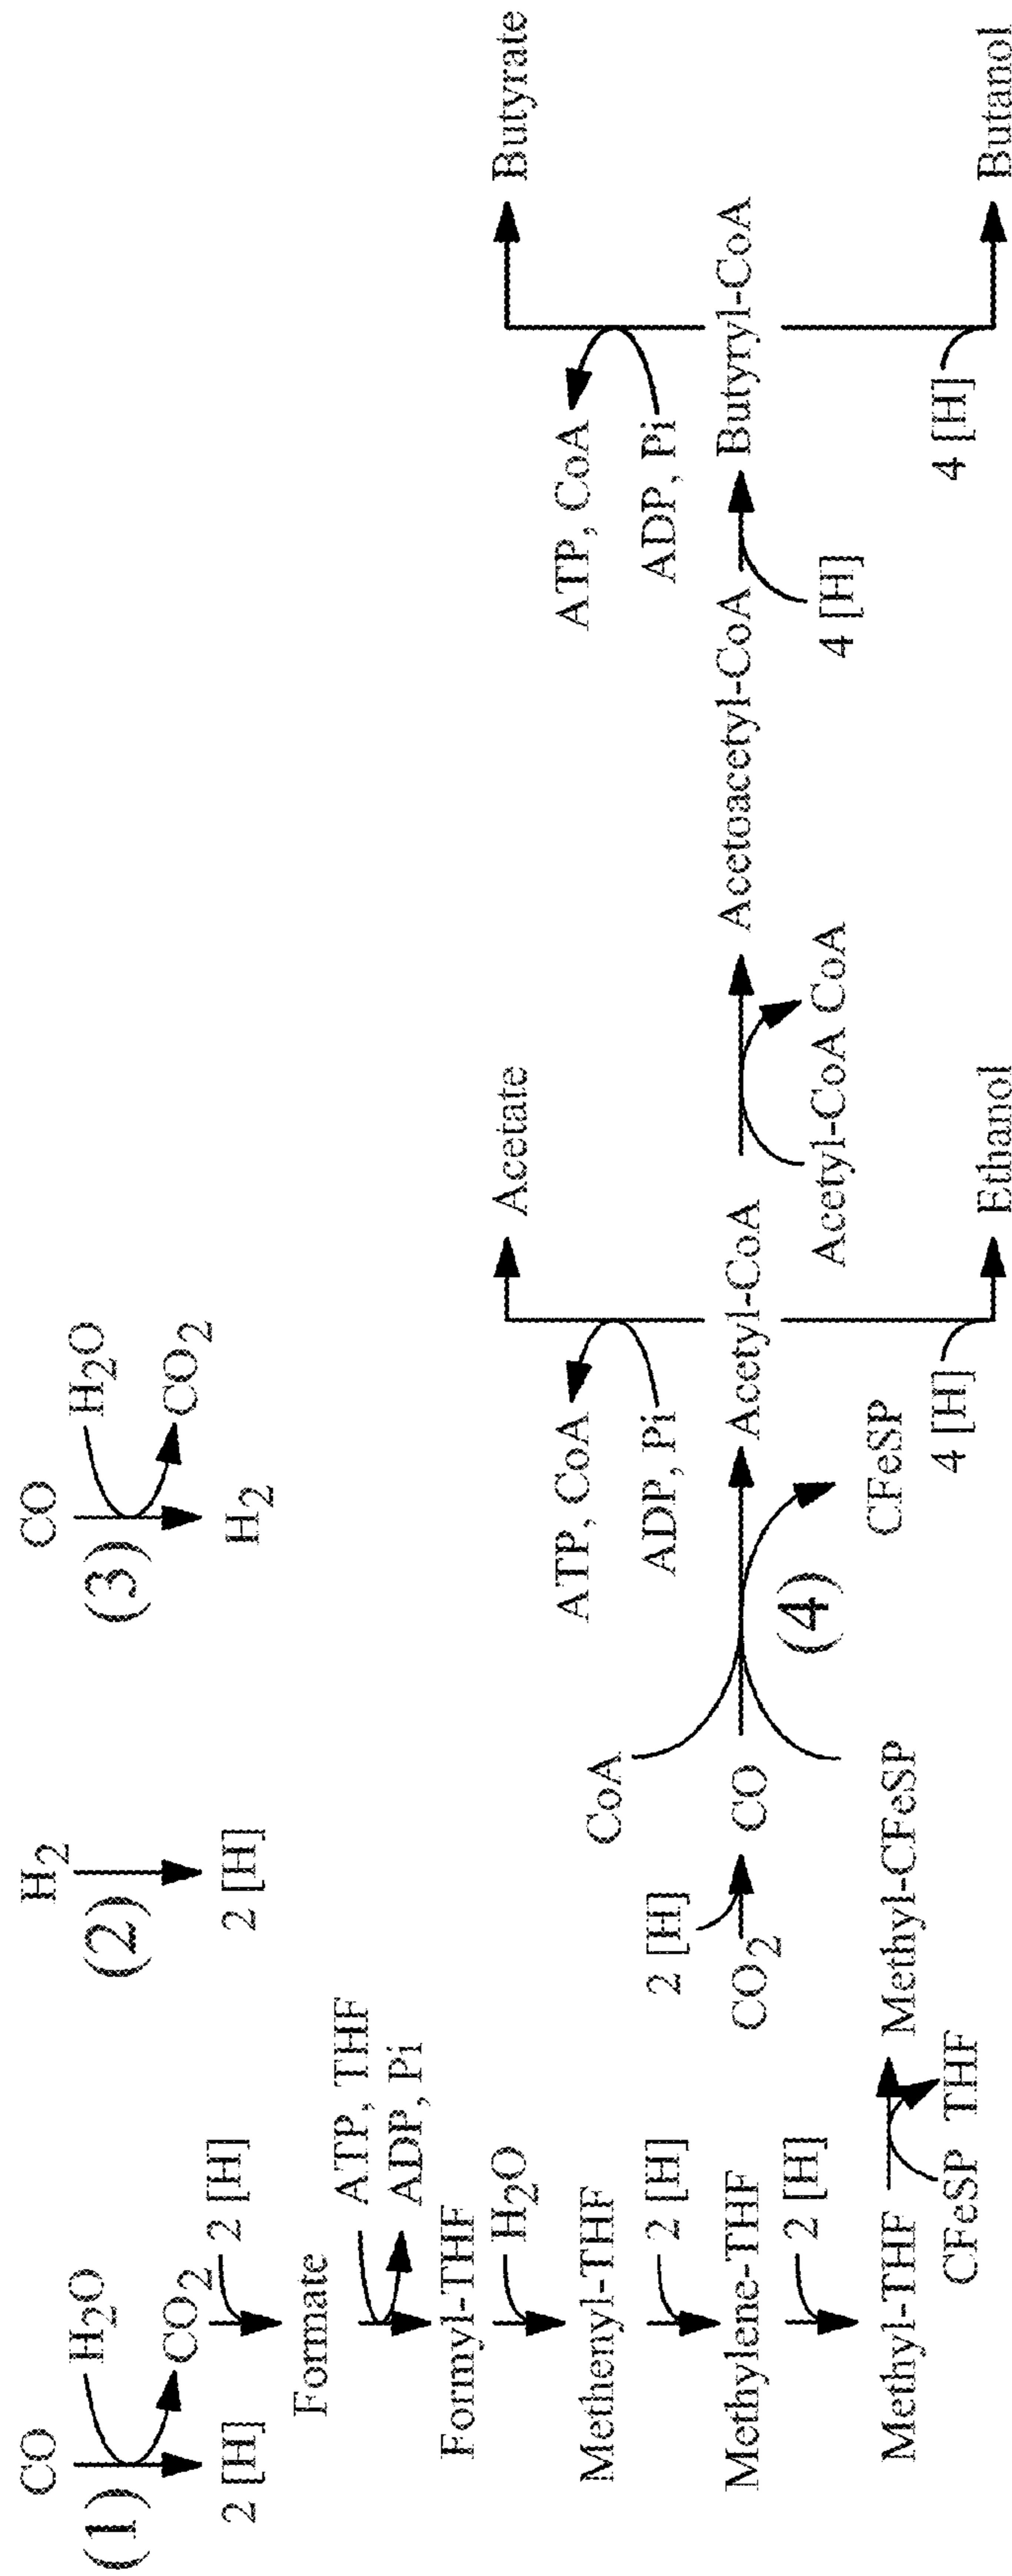 CO
H2O
(1)
CO2
2 [H]
2 [H]
Formate
ATP, THF
ADP, Pi
Formyl-THF
H2O
Methenyl-THF
2 [H]
Methylene-THF
2 [H]
Methyl-THF
CFeSP THF
Methyl-CFeSP
H2
(2)
2 [H]
CO
H2O
(3)
CO2
H2
2 [H]
CO2
CO
CoA
(4)
CFeSP
Acetyl-CoA
ATP, CoA
ADP, Pi
Acetate
4 [H]
Ethanol
Acetyl-CoA CoA
Acetoacetyl-CoA
4 [H]
Butyryl-CoA
ATP, CoA
ADP, Pi
Butyrate
4 [H]
Butanol